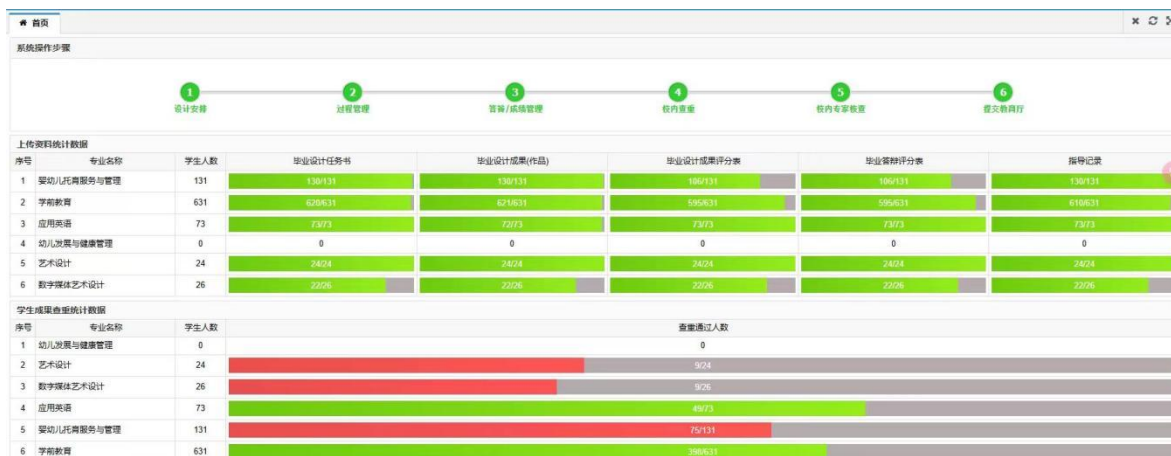 首页
系统操作步骤
1 2 3 4 5 6
设计安排 过程管理 答辩/成绩管理 校内查重 校内专家核查 提交教育厅
上传资料统计数据
序号 专业名称 学生人数 毕业设计任务书 毕业设计成果(作品) 毕业设计成果评分表 毕业答辩评分表 指导记录
1 婴幼儿托育服务与管理 131 130/131 130/131 106/131 106/131 130/131
2 学前教育 631 620/631 621/631 595/631 595/631 610/631
3 应用英语 73 73/73 72/73 73/73 73/73 73/73
4 幼儿发展与健康管理 0 0 0 0 0 0
5 艺术设计 24 24/24 24/24 24/24 24/24 24/24
6 数字媒体艺术设计 26 22/26 22/26 22/26 22/26 22/26
学生成果查重统计数据
序号 专业名称 学生人数 查重通过人数
1 幼儿发展与健康管理 0 0
2 艺术设计 24 9/24
3 数字媒体艺术设计 26 9/26
4 应用英语 73 49/73
5 婴幼儿托育服务与管理 131 75/131
6 学前教育 631 398/631